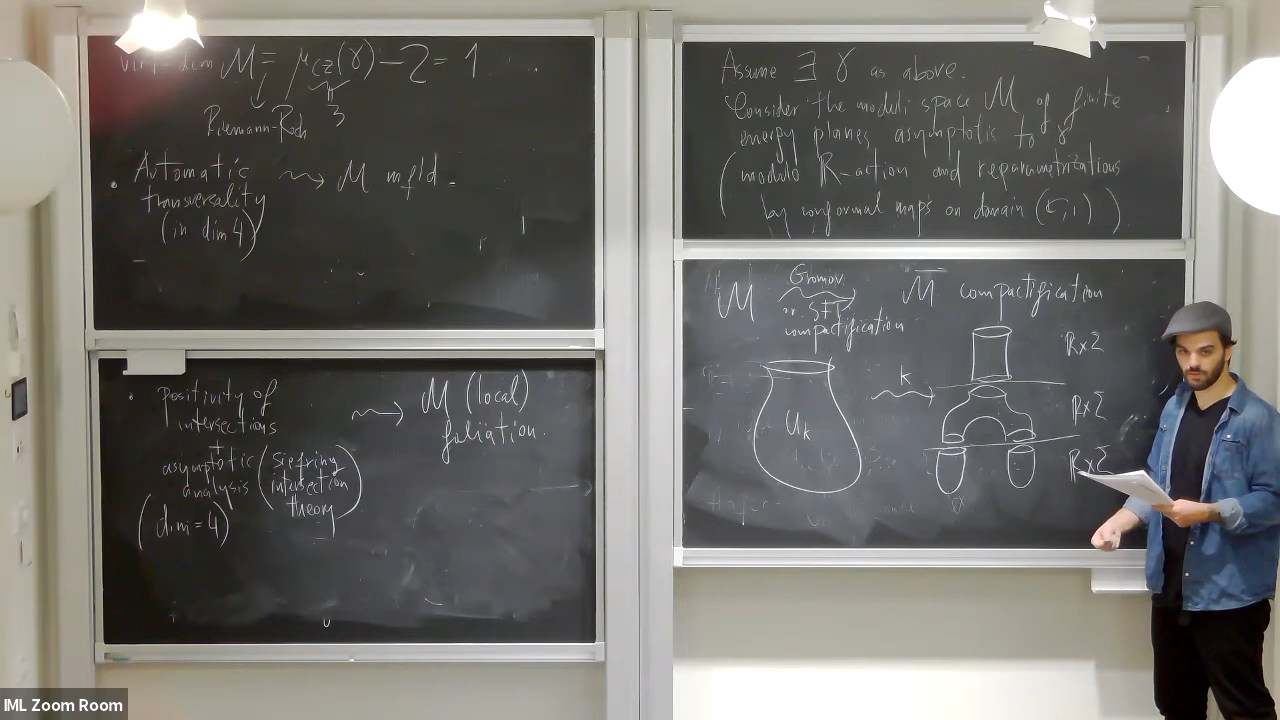 virt-dim M = μ_CZ(γ) - 2 = 1
Riemann-Roch
3
• Automatic
transversality
(in dim 4)
⇝ M mfld.
• positivity of
intersections
+
asymptotic
analysis
(Siefring
intersection
theory)
(dim = 4)
⇝ M (local)
foliation.
Assume ∃ γ as above.
Consider the moduli space M of finite
energy planes asymptotic to γ
(modulo R-action and reparametrizations
by conformal maps on domain (C, i))
M
Gromov
or SFT
compactification
M̅ compactification
u_k
k
R×Σ
R×Σ
R×Σ
IML Zoom Room